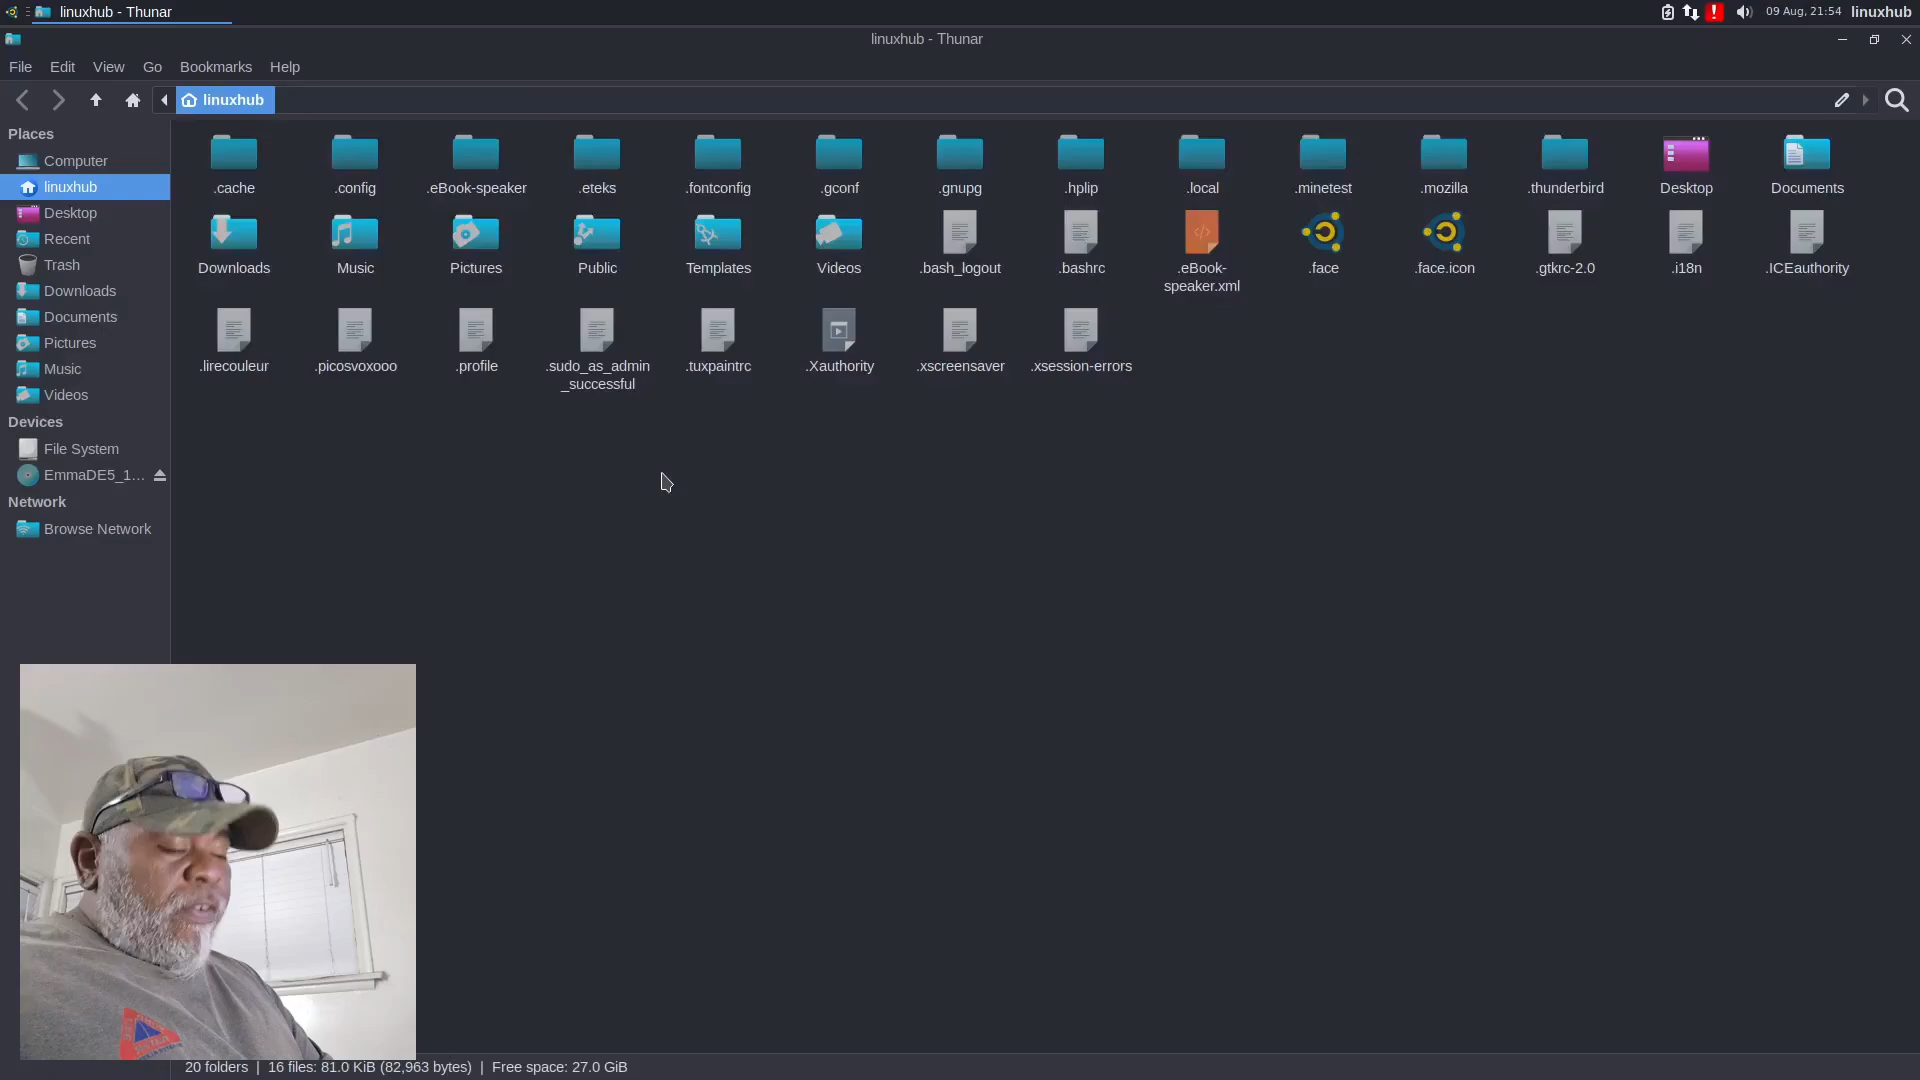 linuxhub - Thunar
09 Aug, 21:54 linuxhub
linuxhub - Thunar
File Edit View Go Bookmarks Help
linuxhub
Places
Computer
linuxhub
Desktop
Recent
Trash
Downloads
Documents
Pictures
Music
Videos
Devices
File System
EmmaDE5_1...
Network
Browse Network
.cache .config .eBook-speaker .eteks .fontconfig .gconf .gnupg .hplip .local .minetest .mozilla .thunderbird Desktop Documents
Downloads Music Pictures Public Templates Videos .bash_logout .bashrc .eBook- .face .face.icon .gtkrc-2.0 .i18n .ICEauthority
speaker.xml
.lirecouleur .picosvoxooo .profile .sudo_as_admin .tuxpaintrc .Xauthority .xscreensaver .xsession-errors
_successful
20 folders | 16 files: 81.0 KiB (82,963 bytes) | Free space: 27.0 GiB